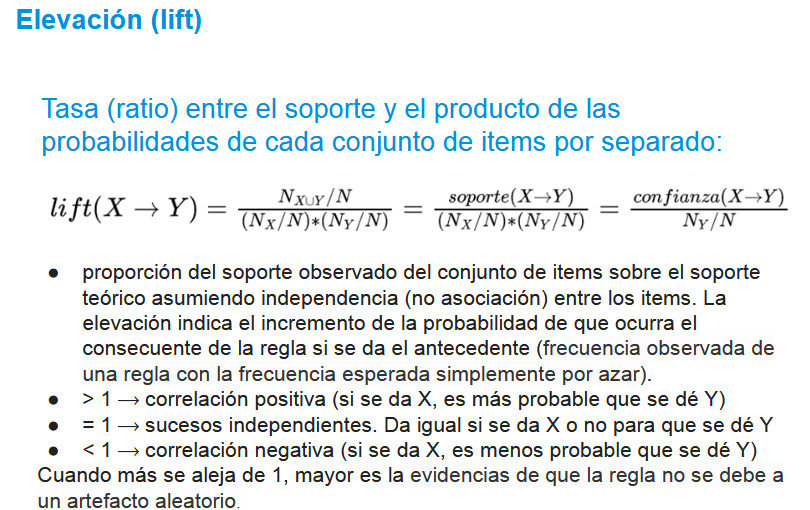 Elevación (lift)
Tasa (ratio) entre el soporte y el producto de las
probabilidades de cada conjunto de items por separado:
lift(X → Y) = \frac{N_{X∪Y}/N}{(N_X/N)*(N_Y/N)} = \frac{soporte(X→Y)}{(N_X/N)*(N_Y/N)} = \frac{confianza(X→Y)}{N_Y/N}
● proporción del soporte observado del conjunto de items sobre el soporte
teórico asumiendo independencia (no asociación) entre los items. La
elevación indica el incremento de la probabilidad de que ocurra el
consecuente de la regla si se da el antecedente (frecuencia observada de
una regla con la frecuencia esperada simplemente por azar).
● > 1 → correlación positiva (si se da X, es más probable que se dé Y)
● = 1 → sucesos independientes. Da igual si se da X o no para que se dé Y
● < 1 → correlación negativa (si se da X, es menos probable que se dé Y)
Cuando más se aleja de 1, mayor es la evidencias de que la regla no se debe a
un artefacto aleatorio.